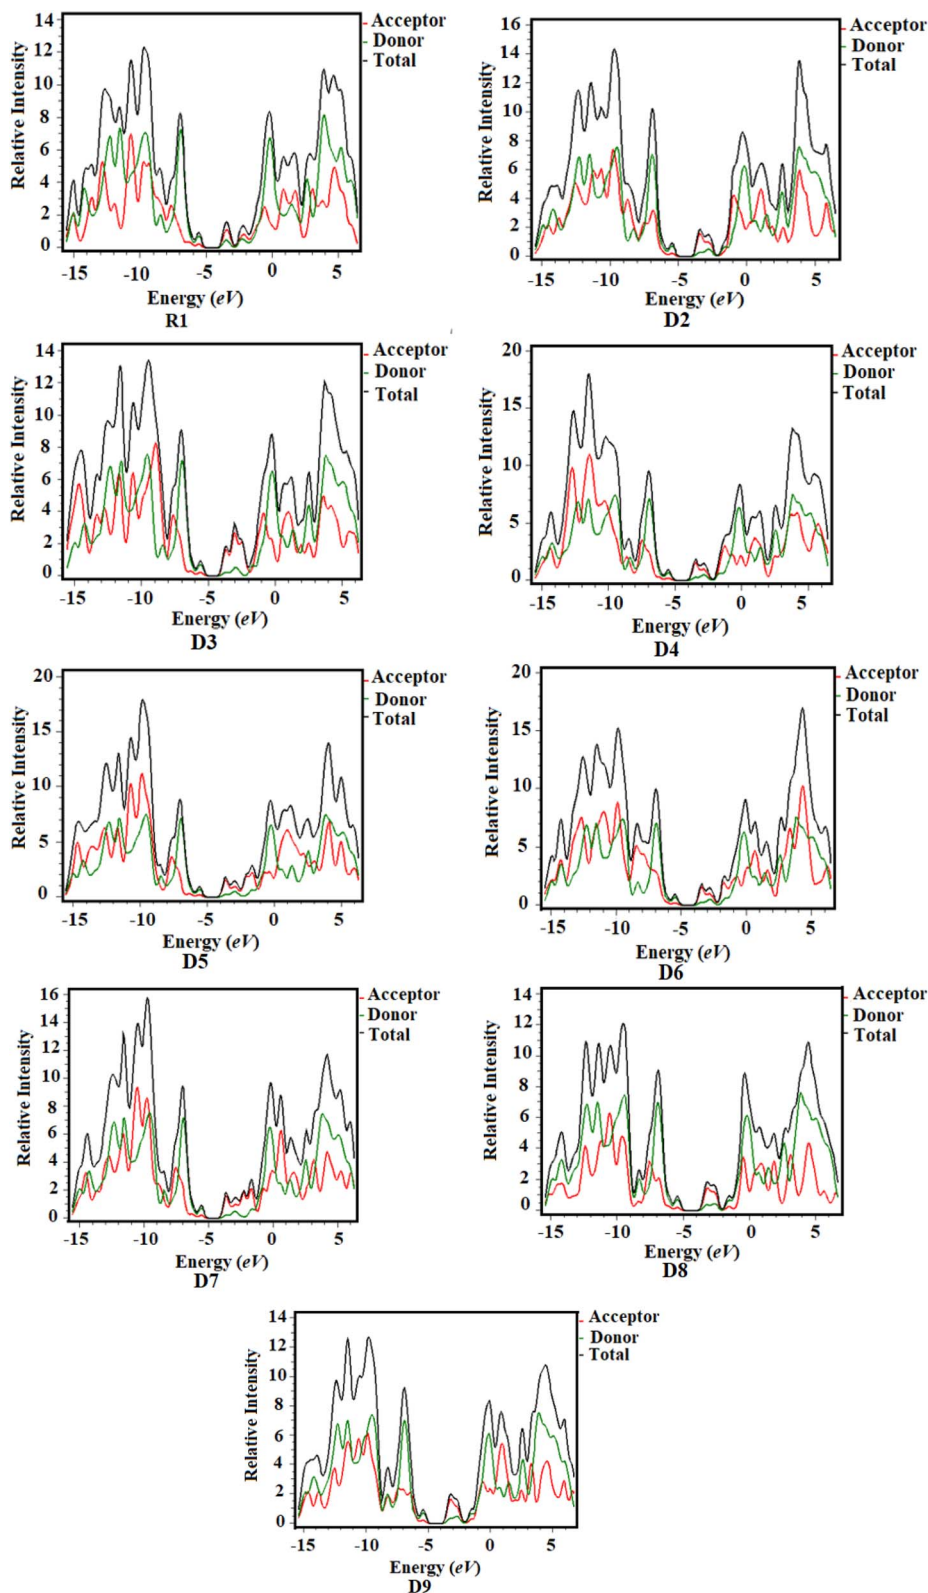 14
12
10
8
6
4
2
0
Relative Intensity
-15 -10 -5 0 5
Energy (eV)
R1
Acceptor
Donor
Total
16
14
12
10
8
6
4
2
0
Relative Intensity
-15 -10 -5 0 5
Energy (eV)
D2
Acceptor
Donor
Total
14
12
10
8
6
4
2
0
Relative Intensity
-15 -10 -5 0 5
Energy (eV)
D3
Acceptor
Donor
Total
20
15
10
5
0
Relative Intensity
-15 -10 -5 0 5
Energy (eV)
D4
Acceptor
Donor
Total
20
15
10
5
0
Relative Intensity
-15 -10 -5 0 5
Energy (eV)
D5
Acceptor
Donor
Total
20
15
10
5
0
Relative Intensity
-15 -10 -5 0 5
Energy (eV)
D6
Acceptor
Donor
Total
16
14
12
10
8
6
4
2
0
Relative Intensity
-15 -10 -5 0 5
Energy (eV)
D7
Acceptor
Donor
Total
14
12
10
8
6
4
2
0
Relative Intensity
-15 -10 -5 0 5
Energy (eV)
D8
Acceptor
Donor
Total
14
12
10
8
6
4
2
0
Relative Intensity
-15 -10 -5 0 5
Energy (eV)
D9
Acceptor
Donor
Total